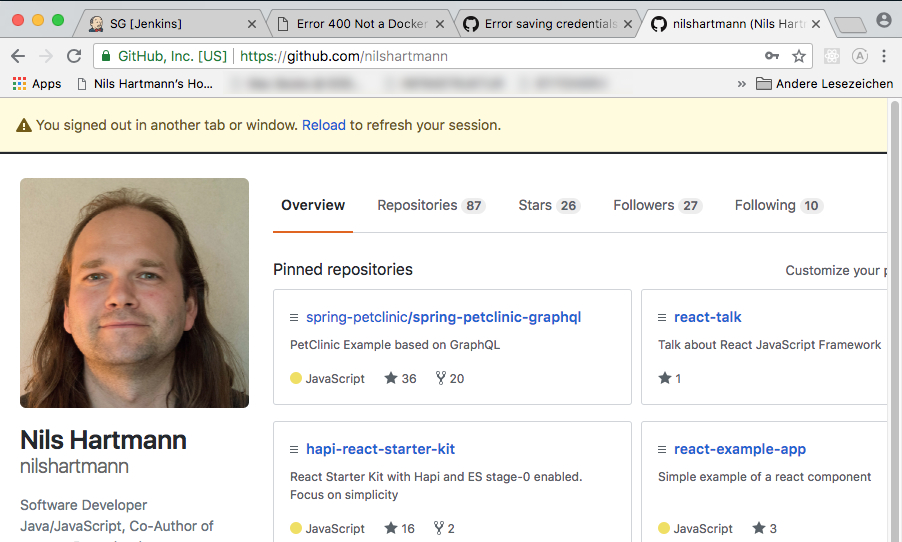 SG [Jenkins]
Error 400 Not a Docker
Error saving credentials
nilshartmann (Nils Hart
GitHub, Inc. [US] https://github.com/nilshartmann
Apps
Nils Hartmann's Ho...
»
Andere Lesezeichen
You signed out in another tab or window. Reload to refresh your session.
Overview
Repositories 87
Stars 26
Followers 27
Following 10
Pinned repositories
Customize your p
spring-petclinic/spring-petclinic-graphql
PetClinic Example based on GraphQL
JavaScript 36 20
react-talk
Talk about React JavaScript Framework
1
hapi-react-starter-kit
React Starter Kit with Hapi and ES stage-0 enabled.
Focus on simplicity
JavaScript 16 2
react-example-app
Simple example of a react component
JavaScript 3
Nils Hartmann
nilshartmann
Software Developer
Java/JavaScript, Co-Author of